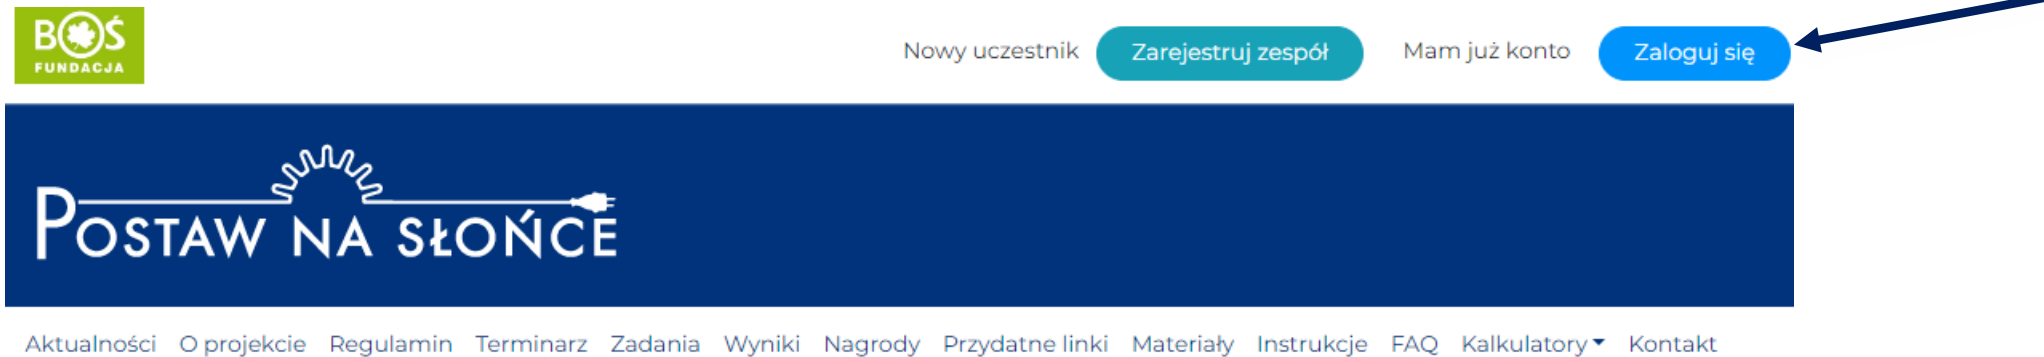 BOŚ
FUNDACJA
Nowy uczestnik Zarejestruj zespół Mam już konto Zaloguj się
POSTAW NA SŁOŃCE
Aktualności O projekcie Regulamin Terminarz Zadania Wyniki Nagrody Przydatne linki Materiały Instrukcje FAQ Kalkulatory Kontakt